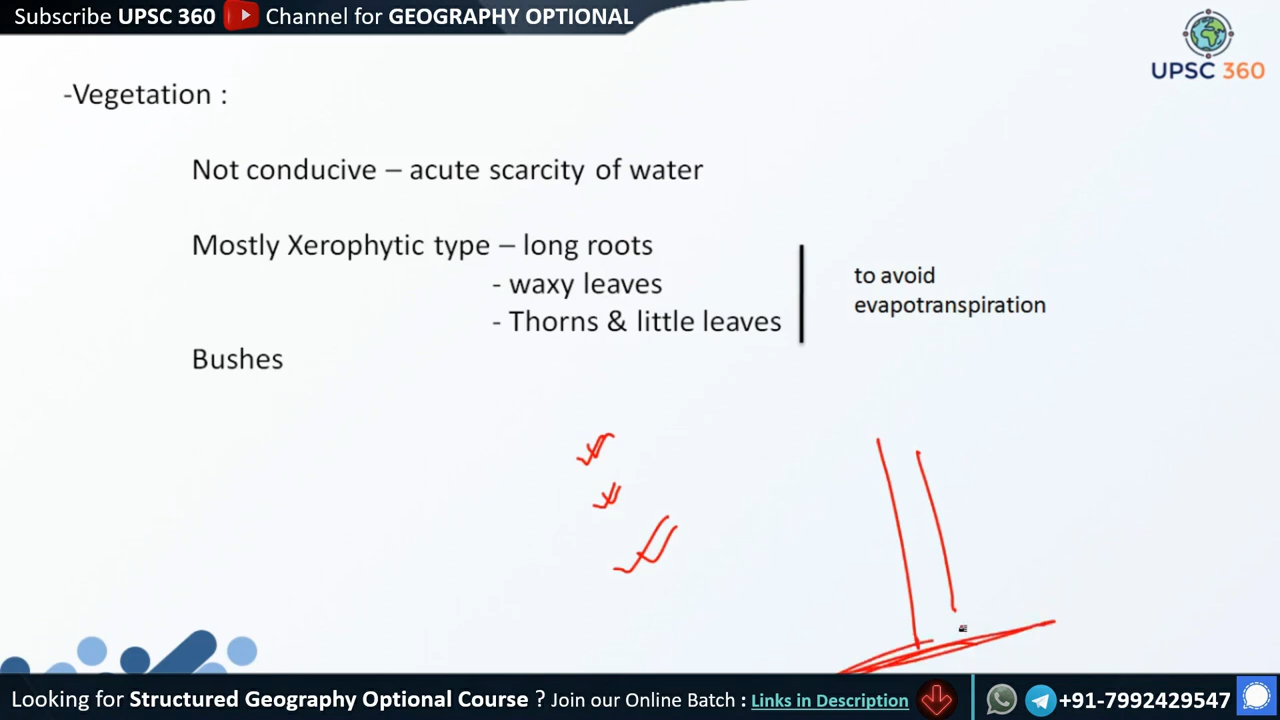 Subscribe UPSC 360 Channel for GEOGRAPHY OPTIONAL
UPSC 360
-Vegetation :
Not conducive – acute scarcity of water
Mostly Xerophytic type – long roots
- waxy leaves
- Thorns & little leaves
to avoid
evapotranspiration
Bushes
Looking for Structured Geography Optional Course ? Join our Online Batch : Links in Description
+91-7992429547